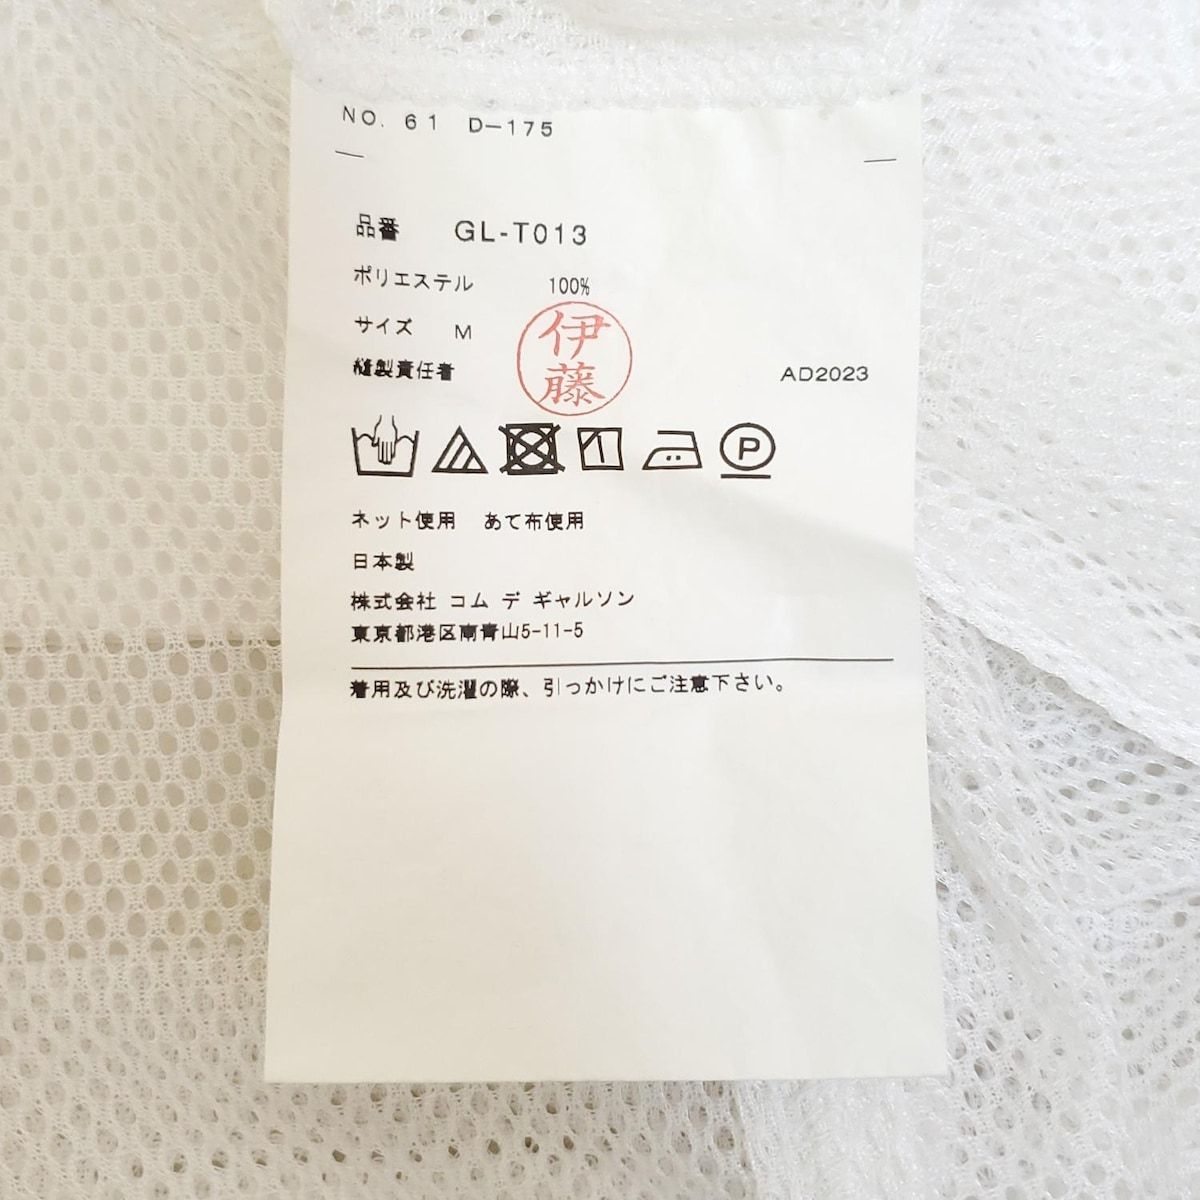 NO. 61 D-175
品番 GL-T013
ポリエステル 100%
サイズ M
縫製責任者 伊藤 AD2023
P
ネット使用 あて布使用
日本製
株式会社 コム デ ギャルソン
東京都港区南青山5-11-5
着用及び洗濯の際、引っかけにご注意下さい。